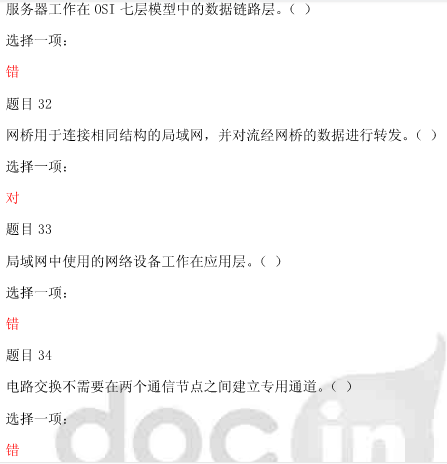 服务器工作在 OSI 七层模型中的数据链路层。（ ）
选择一项：
错
题目 32
网桥用于连接相同结构的局域网，并对流经网桥的数据进行转发。（ ）
选择一项：
对
题目 33
局域网中使用的网络设备工作在应用层。（ ）
选择一项：
错
题目 34
电路交换不需要在两个通信节点之间建立专用通道。（ ）
选择一项：
错
doc in